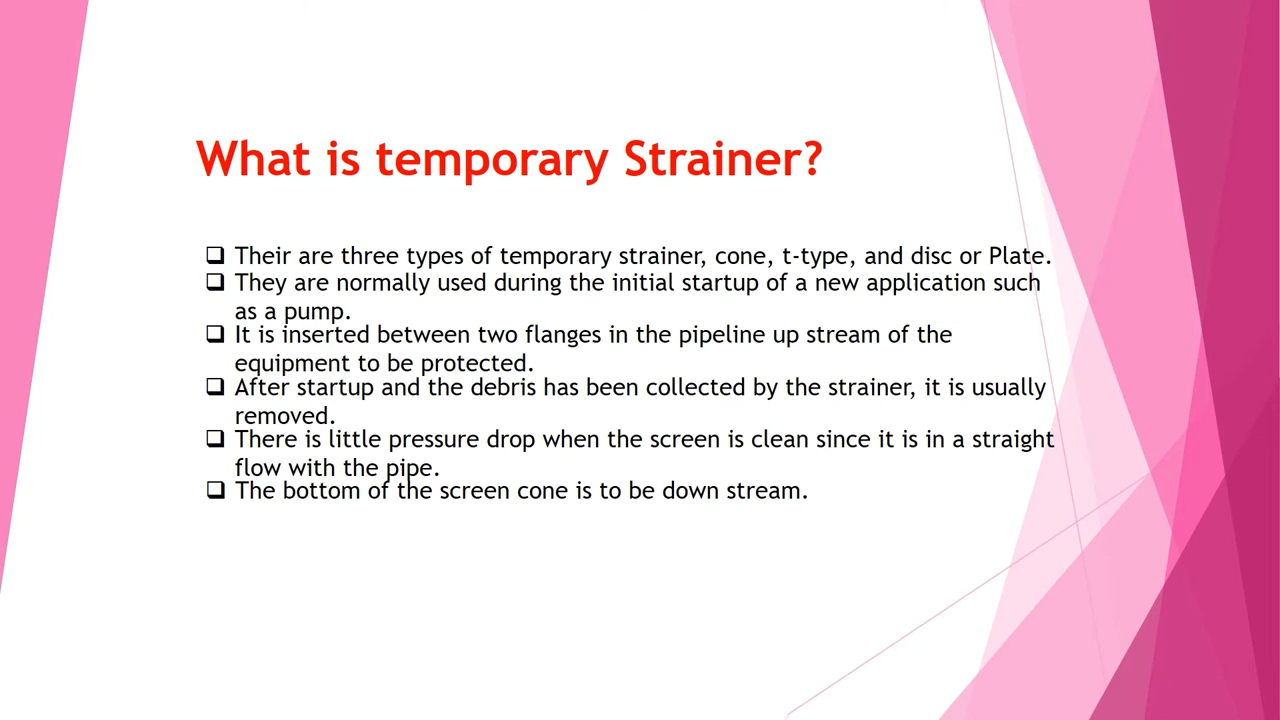 What is temporary Strainer?
❑ Their are three types of temporary strainer, cone, t-type, and disc or Plate.
❑ They are normally used during the initial startup of a new application such
as a pump.
❑ It is inserted between two flanges in the pipeline up stream of the
equipment to be protected.
❑ After startup and the debris has been collected by the strainer, it is usually
removed.
❑ There is little pressure drop when the screen is clean since it is in a straight
flow with the pipe.
❑ The bottom of the screen cone is to be down stream.